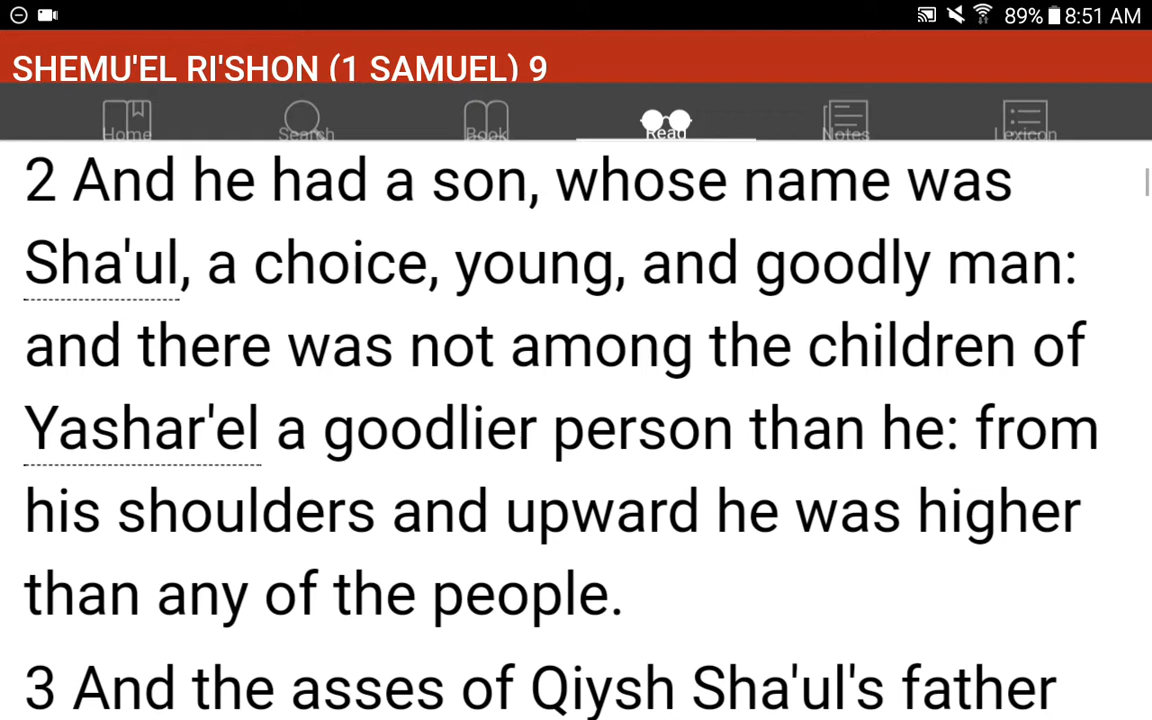 89% 8:51 AM
SHEMU'EL RI'SHON (1 SAMUEL) 9
Home Search Book Read Notes Lexicon
2 And he had a son, whose name was
Sha'ul, a choice, young, and goodly man:
and there was not among the children of
Yashar'el a goodlier person than he: from
his shoulders and upward he was higher
than any of the people.
3 And the asses of Qiysh Sha'ul's father